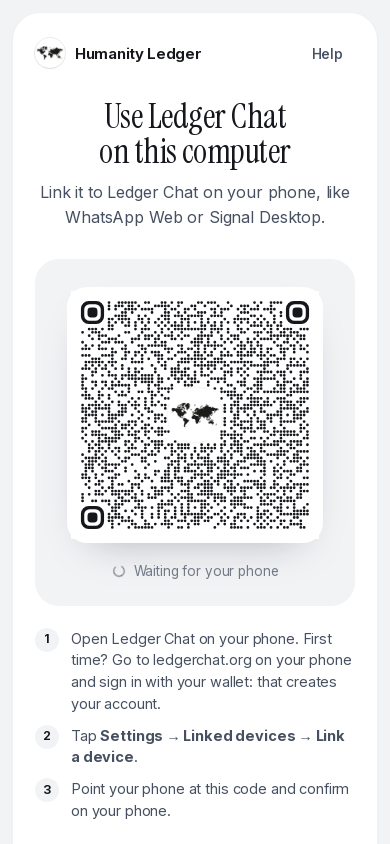 Humanity Ledger
Help
Use Ledger Chat
on this computer
Link it to Ledger Chat on your phone, like
WhatsApp Web or Signal Desktop.
Waiting for your phone
1
Open Ledger Chat on your phone. First
time? Go to ledgerchat.org on your phone
and sign in with your wallet: that creates
your account.
2
Tap Settings → Linked devices → Link
a device.
3
Point your phone at this code and confirm
on your phone.